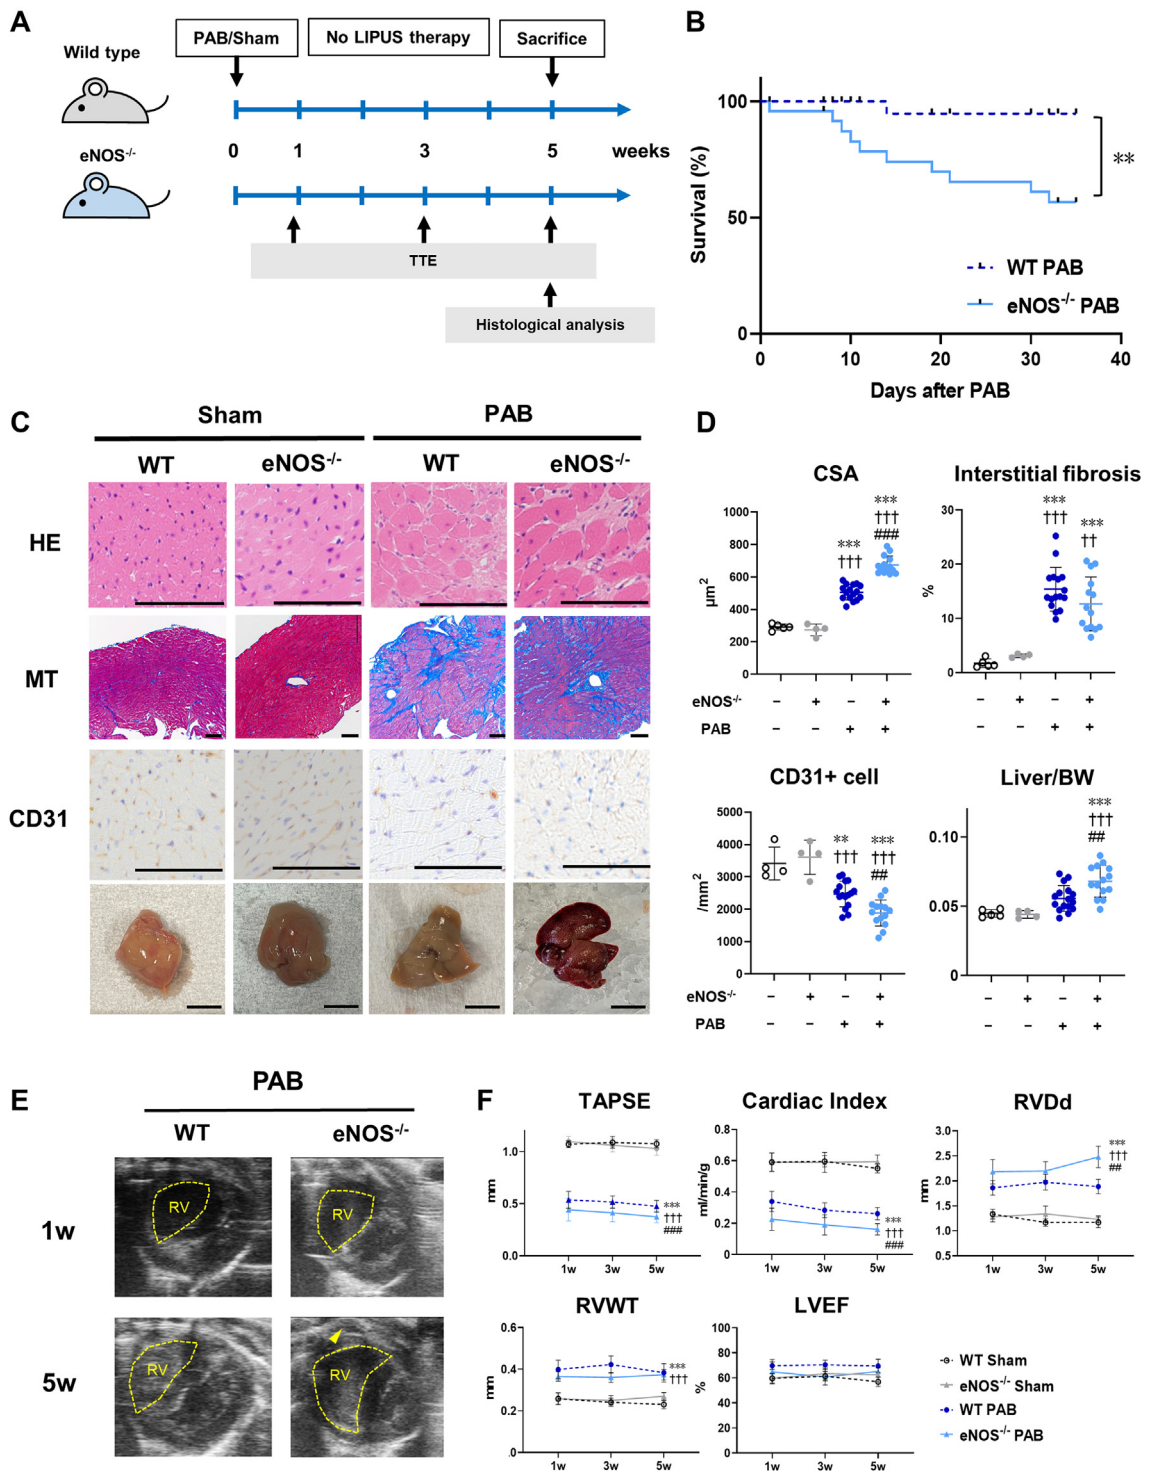 A
PAB/Sham
No LIPUS therapy
Sacrifice
Wild type
eNOS-/-
0 1 3 5 weeks
TTE
Histological analysis
B
Survival (%)
100
50
0
0 10 20 30 40
Days after PAB
**
WT PAB
eNOS-/- PAB
C
Sham PAB
WT eNOS-/- WT eNOS-/-
HE
MT
CD31
D
CSA
μm2
1000
800
600
400
200
0
***
†††
***
†††
###
eNOS-/- – + – +
PAB – – + +
Interstitial fibrosis
%
30
20
10
0
***
†††
***
††
– + – +
– – + +
CD31+ cell
/mm2
5000
4000
3000
2000
1000
0
**
†††
***
†††
##
eNOS-/- – + – +
PAB – – + +
Liver/BW
0.10
0.05
0
***
†††
##
– + – +
– – + +
E
PAB
WT eNOS-/-
1w
RV RV
5w
RV RV
F
TAPSE
mm
1.0
0.5
0.0
1w 3w 5w
***
†††
###
Cardiac Index
ml/min/g
0.8
0.6
0.4
0.2
0
1w 3w 5w
***
†††
###
RVDd
mm
3.0
2.5
2.0
1.5
1.0
0.5
1w 3w 5w
***
†††
##
RVWT
mm
0.6
0.4
0.2
.0
1w 3w 5w
***
†††
LVEF
%
100
80
60
40
20
0
1w 3w 5w
WT Sham
eNOS-/- Sham
WT PAB
eNOS-/- PAB